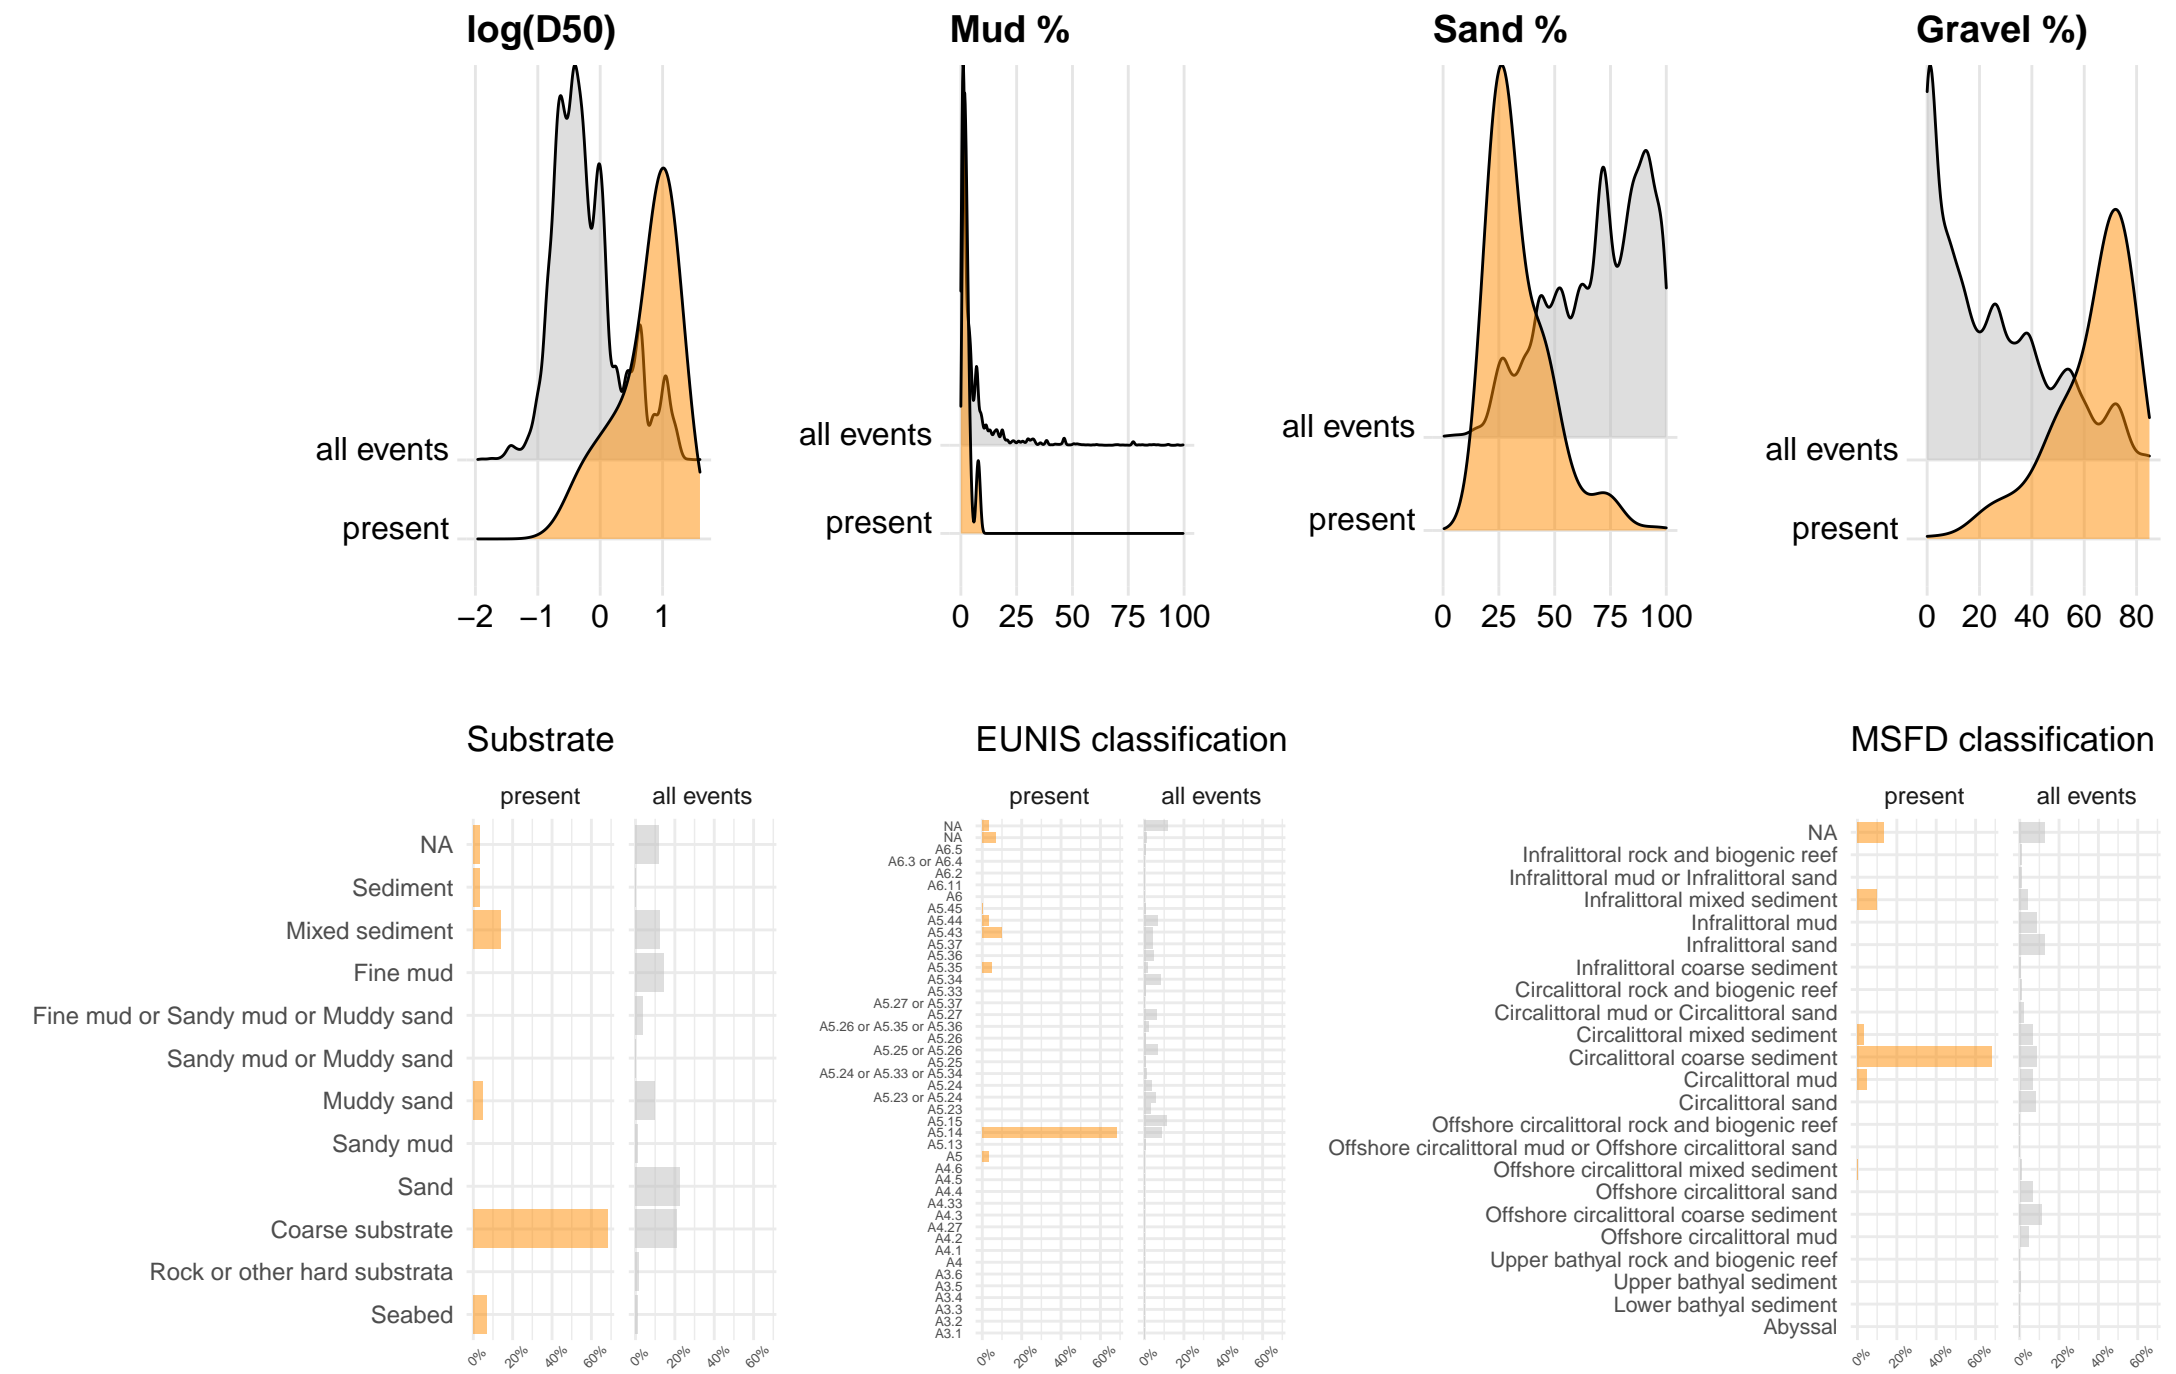 log(D50) Mud % Sand % Gravel %)
all events all events all events all events
present present present present
−2 −1 0 1 0 25 50 75 100 0 25 50 75 100 0 20 40 60 80
Substrate
present all events
NA
Sediment
Mixed sediment
Fine mud
Fine mud or Sandy mud or Muddy sand
Sandy mud or Muddy sand
Muddy sand
Sandy mud
Sand
Coarse substrate
Rock or other hard substrata
Seabed
0% 20% 40% 60% 0% 20% 40% 60%
EUNIS classification
present all events
NA
NA
A6.5
A6.3 or A6.4
A6.2
A6.11
A6
A5.45
A5.44
A5.43
A5.37
A5.36
A5.35
A5.34
A5.33
A5.27 or A5.37
A5.27
A5.26 or A5.35 or A5.36
A5.26
A5.25 or A5.26
A5.25
A5.24 or A5.33 or A5.34
A5.24
A5.23 or A5.24
A5.23
A5.15
A5.14
A5.13
A5
A4.6
A4.5
A4.4
A4.33
A4.3
A4.27
A4.2
A4.1
A4
A3.6
A3.5
A3.4
A3.3
A3.2
A3.1
0% 20% 40% 60% 0% 20% 40% 60%
MSFD classification
present all events
NA
Infralittoral rock and biogenic reef
Infralittoral mud or Infralittoral sand
Infralittoral mixed sediment
Infralittoral mud
Infralittoral sand
Infralittoral coarse sediment
Circalittoral rock and biogenic reef
Circalittoral mud or Circalittoral sand
Circalittoral mixed sediment
Circalittoral coarse sediment
Circalittoral mud
Circalittoral sand
Offshore circalittoral rock and biogenic reef
Offshore circalittoral mud or Offshore circalittoral sand
Offshore circalittoral mixed sediment
Offshore circalittoral sand
Offshore circalittoral coarse sediment
Offshore circalittoral mud
Upper bathyal rock and biogenic reef
Upper bathyal sediment
Lower bathyal sediment
Abyssal
0% 20% 40% 60% 0% 20% 40% 60%